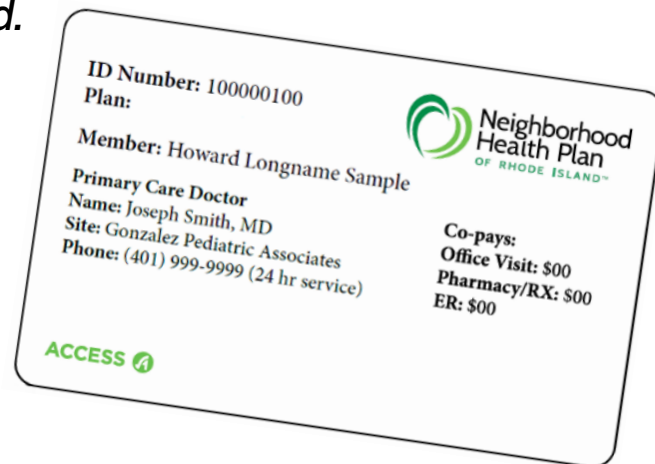 d.
ID Number: 100000100
Plan:
Member: Howard Longname Sample
Primary Care Doctor
Name: Joseph Smith, MD
Site: Gonzalez Pediatric Associates
Phone: (401) 999-9999 (24 hr service)
Neighborhood
Health Plan
OF RHODE ISLAND™
Co-pays:
Office Visit: $00
Pharmacy/RX: $00
ER: $00
ACCESS